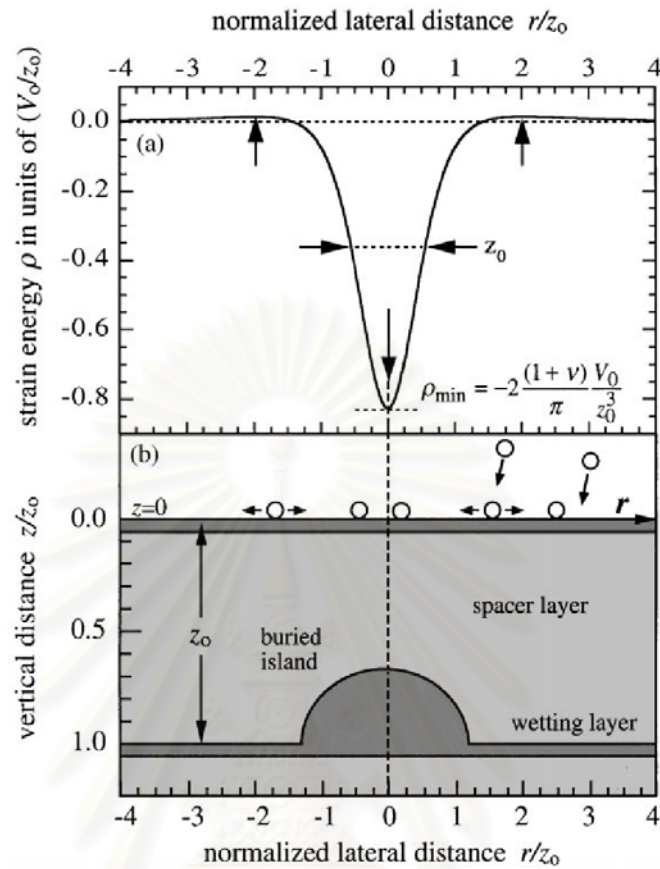 normalized lateral distance r/z₀
-4 -3 -2 -1 0 1 2 3 4
strain energy ρ in units of (V₀/z₀)
0.0
-0.2
-0.4
-0.6
-0.8
(a)
z₀
ρmin = -2 (1 + ν)/π V₀/z₀³
(b)
z=0
r
vertical distance z/z₀
0.0
0.5
1.0
z₀
spacer layer
buried
island
wetting layer
-4 -3 -2 -1 0 1 2 3 4
normalized lateral distance r/z₀